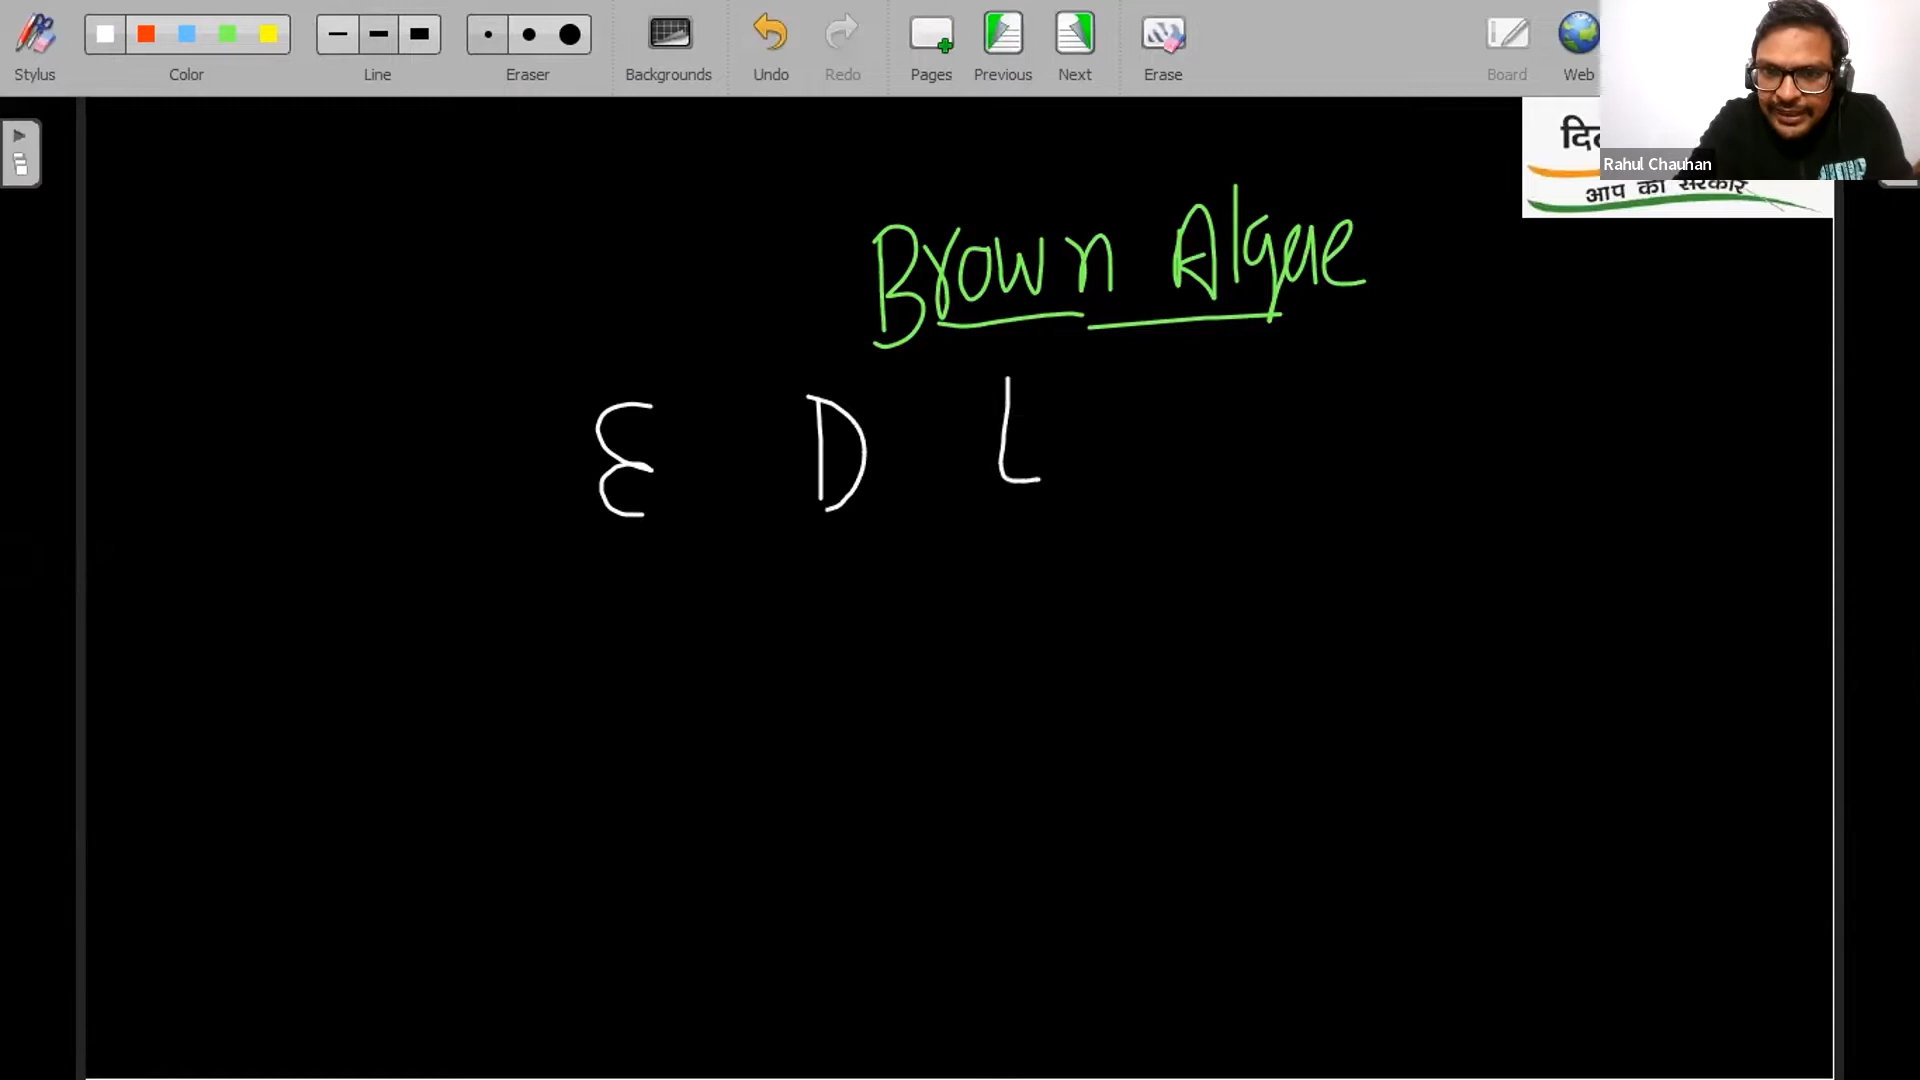 Stylus Color Line Eraser Backgrounds Undo Redo Pages Previous Next Erase Board Web
Rahul Chauhan
आप की सरकार
Brown Algae
E D L